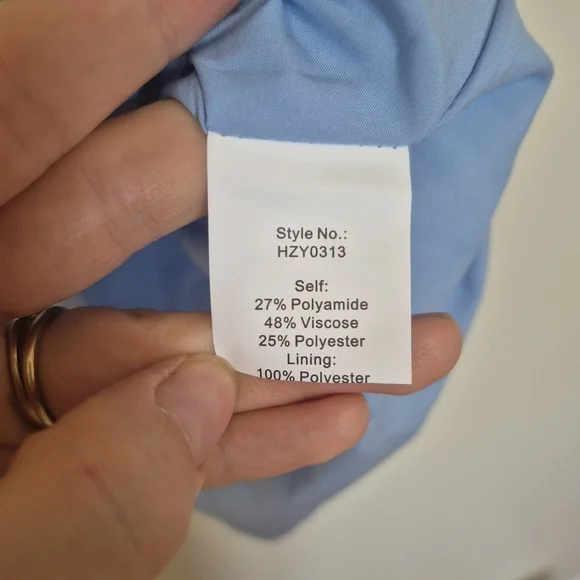 Style No.:
HZY0313
Self:
27% Polyamide
48% Viscose
25% Polyester
Lining:
100% Polyester